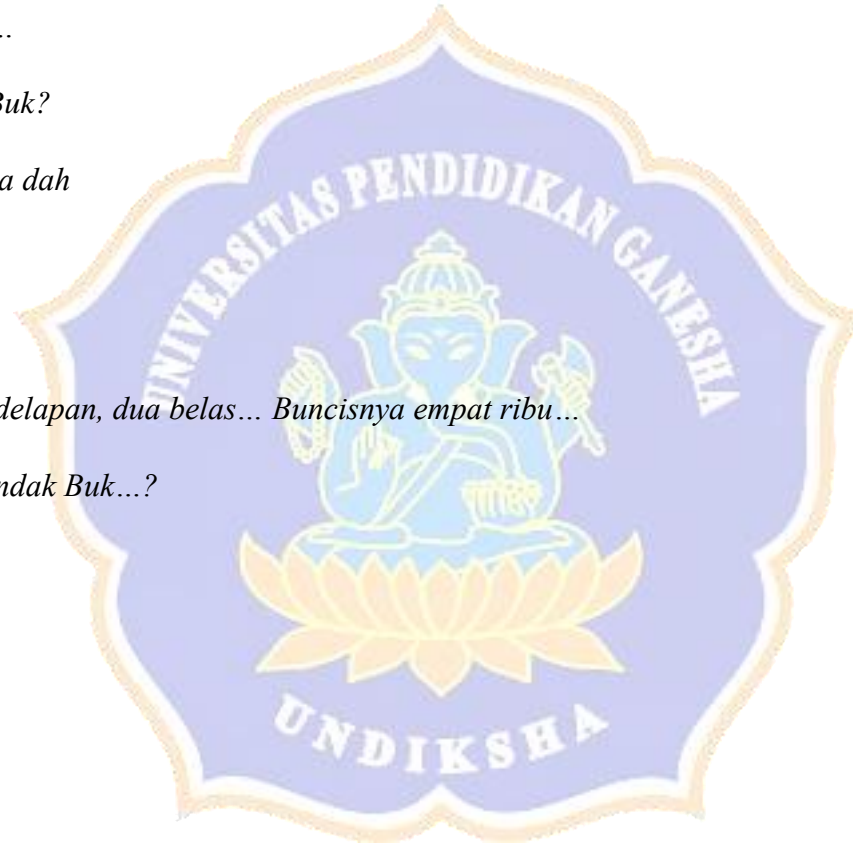 ..
Buk?
a dah
UNIVERSITAS PENDIDIKAN GANESHA
delapan, dua belas… Buncisnya empat ribu…
ndak Buk…?
UNDIKSHA